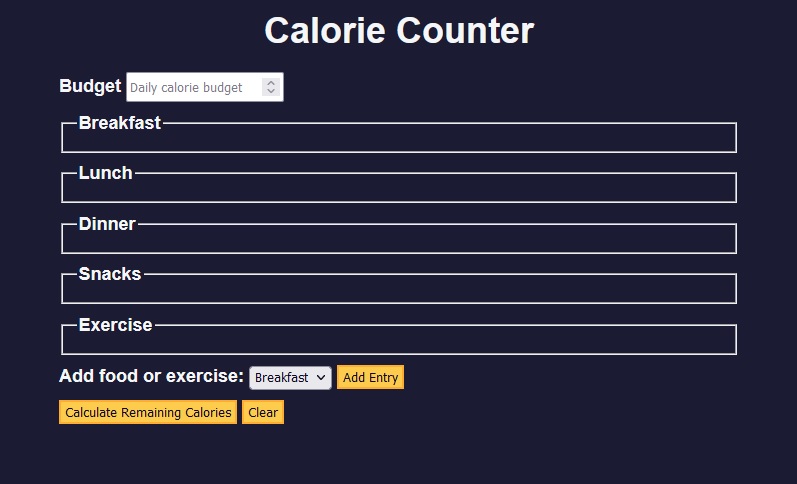 Calorie Counter
Budget Daily calorie budget
Breakfast
Lunch
Dinner
Snacks
Exercise
Add food or exercise: Breakfast Add Entry
Calculate Remaining Calories Clear